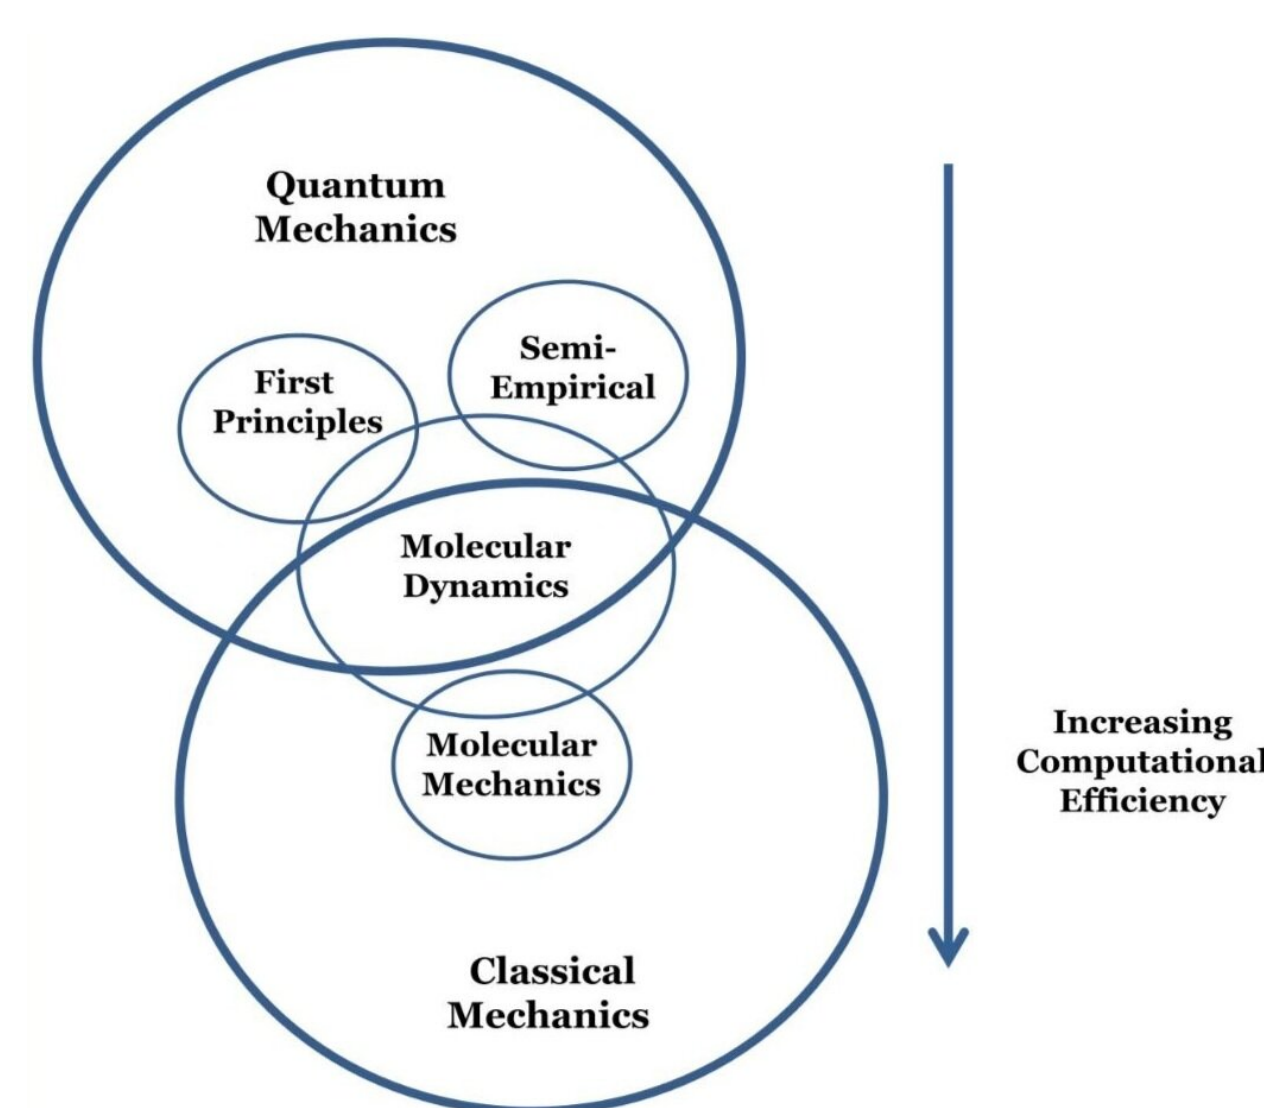 Quantum
Mechanics
Semi-
Empirical
First
Principles
Molecular
Dynamics
Molecular
Mechanics
Increasing
Computational
Efficiency
Classical
Mechanics